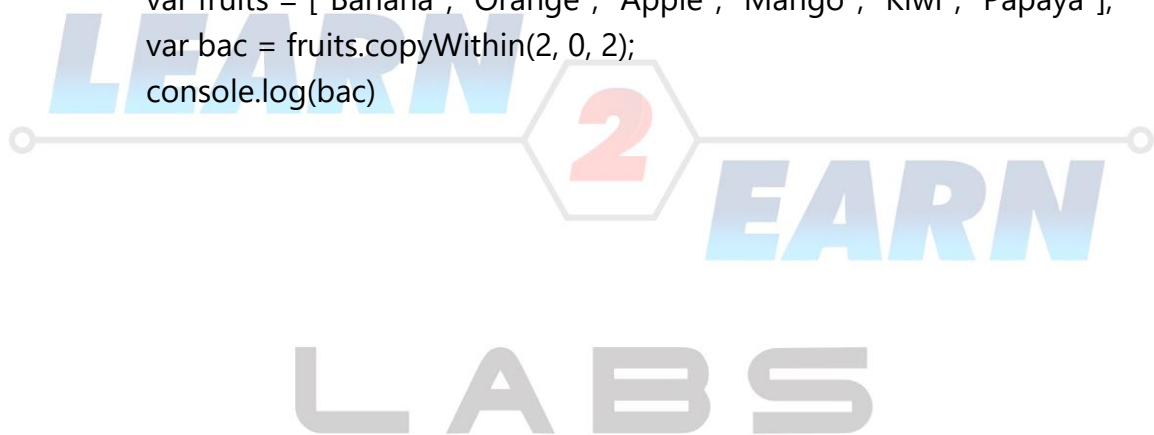 var fruits = ["Banana", "Orange", "Apple", "Mango", "Kiwi", "Papaya"];
var bac = fruits.copyWithin(2, 0, 2);
console.log(bac)
LEARN
2
EARN
LABS